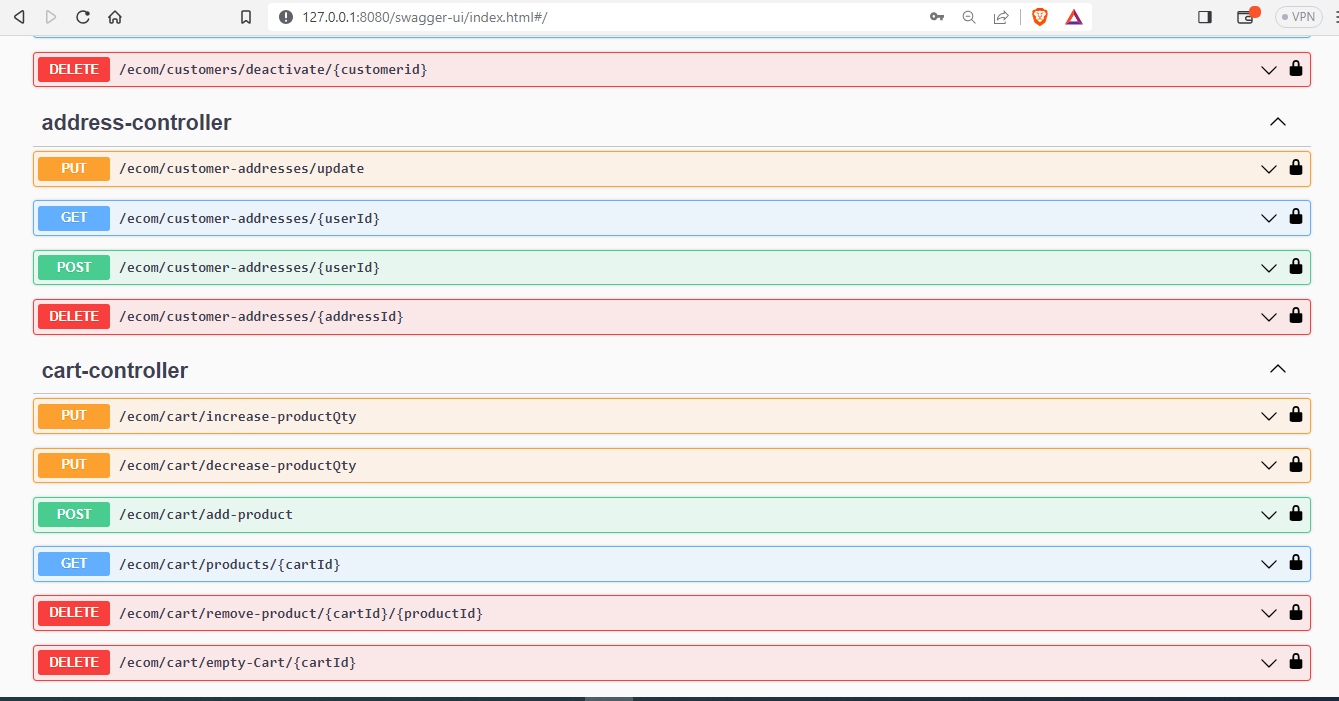 127.0.0.1:8080/swagger-ui/index.html#/
VPN
DELETE /ecom/customers/deactivate/{customerid}
address-controller
PUT /ecom/customer-addresses/update
GET /ecom/customer-addresses/{userId}
POST /ecom/customer-addresses/{userId}
DELETE /ecom/customer-addresses/{addressId}
cart-controller
PUT /ecom/cart/increase-productQty
PUT /ecom/cart/decrease-productQty
POST /ecom/cart/add-product
GET /ecom/cart/products/{cartId}
DELETE /ecom/cart/remove-product/{cartId}/{productId}
DELETE /ecom/cart/empty-Cart/{cartId}